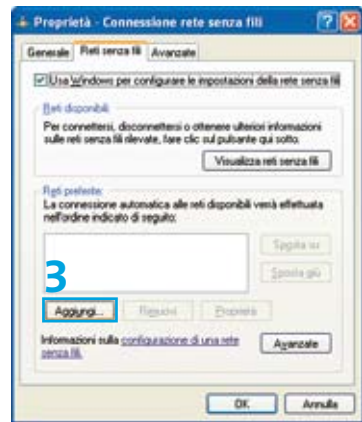 Proprietà - Connessione rete senza fili
Generale Reti senza fili Avanzate
Usa Windows per configurare le impostazioni della rete senza fili
Reti disponibili
Per connettersi, disconnettersi o ottenere ulteriori informazioni
sulle reti senza fili rilevate, fare clic sul pulsante qui sotto.
Visualizza reti senza fili
Reti preferite:
La connessione automatica alle reti disponibili verrà effettuata
nell'ordine indicato di seguito:
Sposta su
Sposta giù
3
Aggiungi... Rimuovi Proprietà
Informazioni sulla configurazione di una rete
senza fili.
Avanzate
OK Annulla